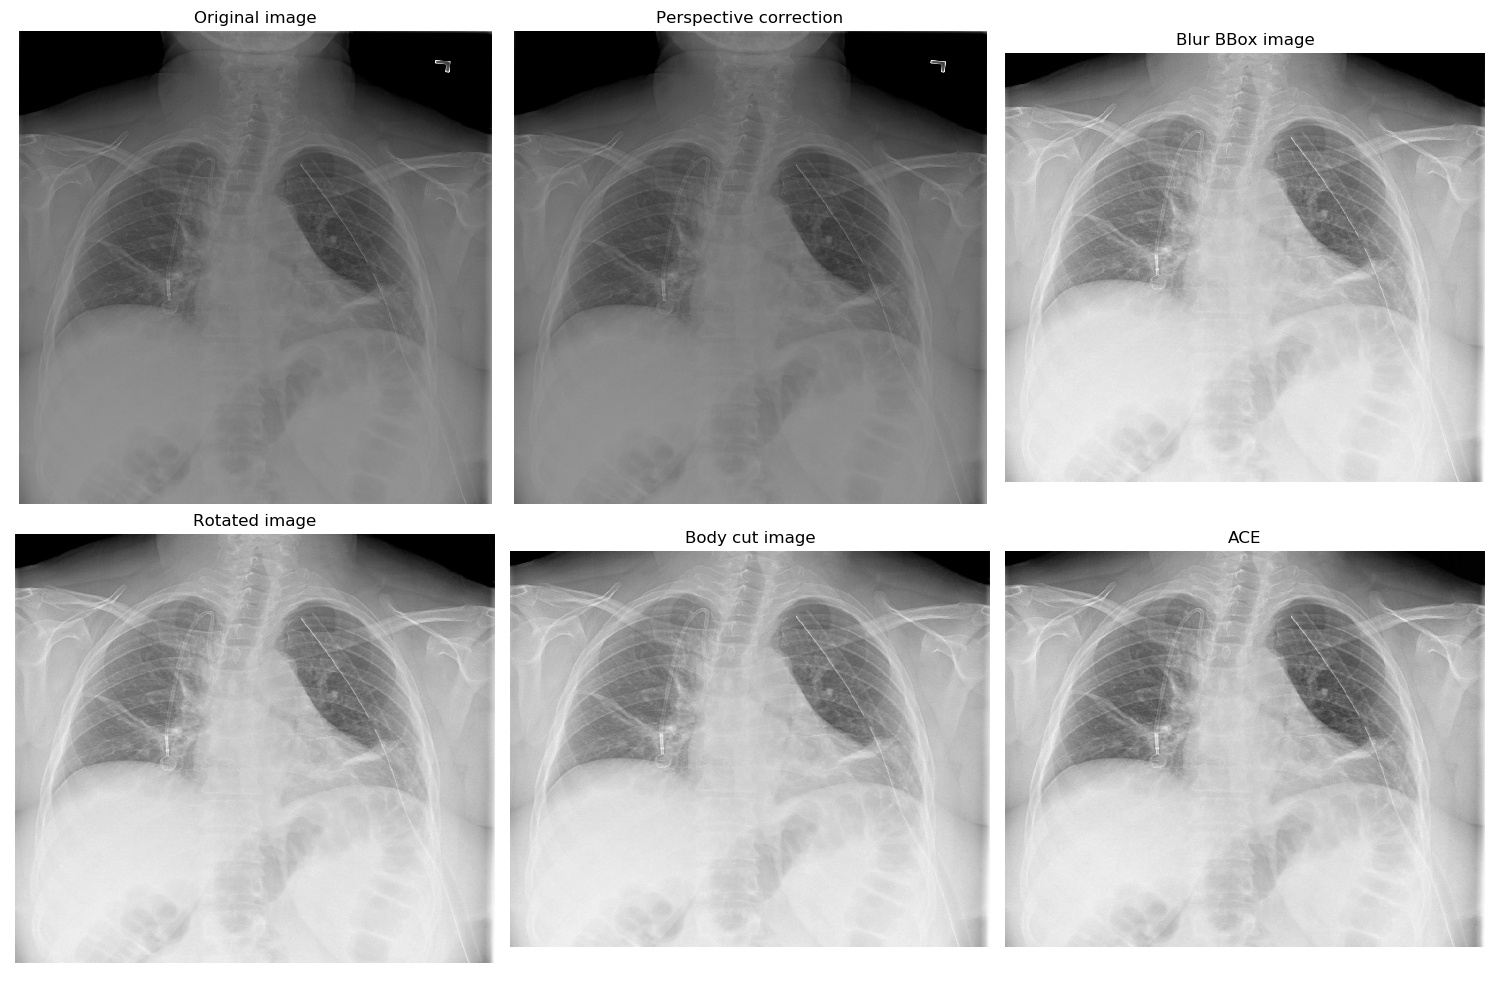 Original image
Perspective correction
Blur BBox image
Rotated image
Body cut image
ACE